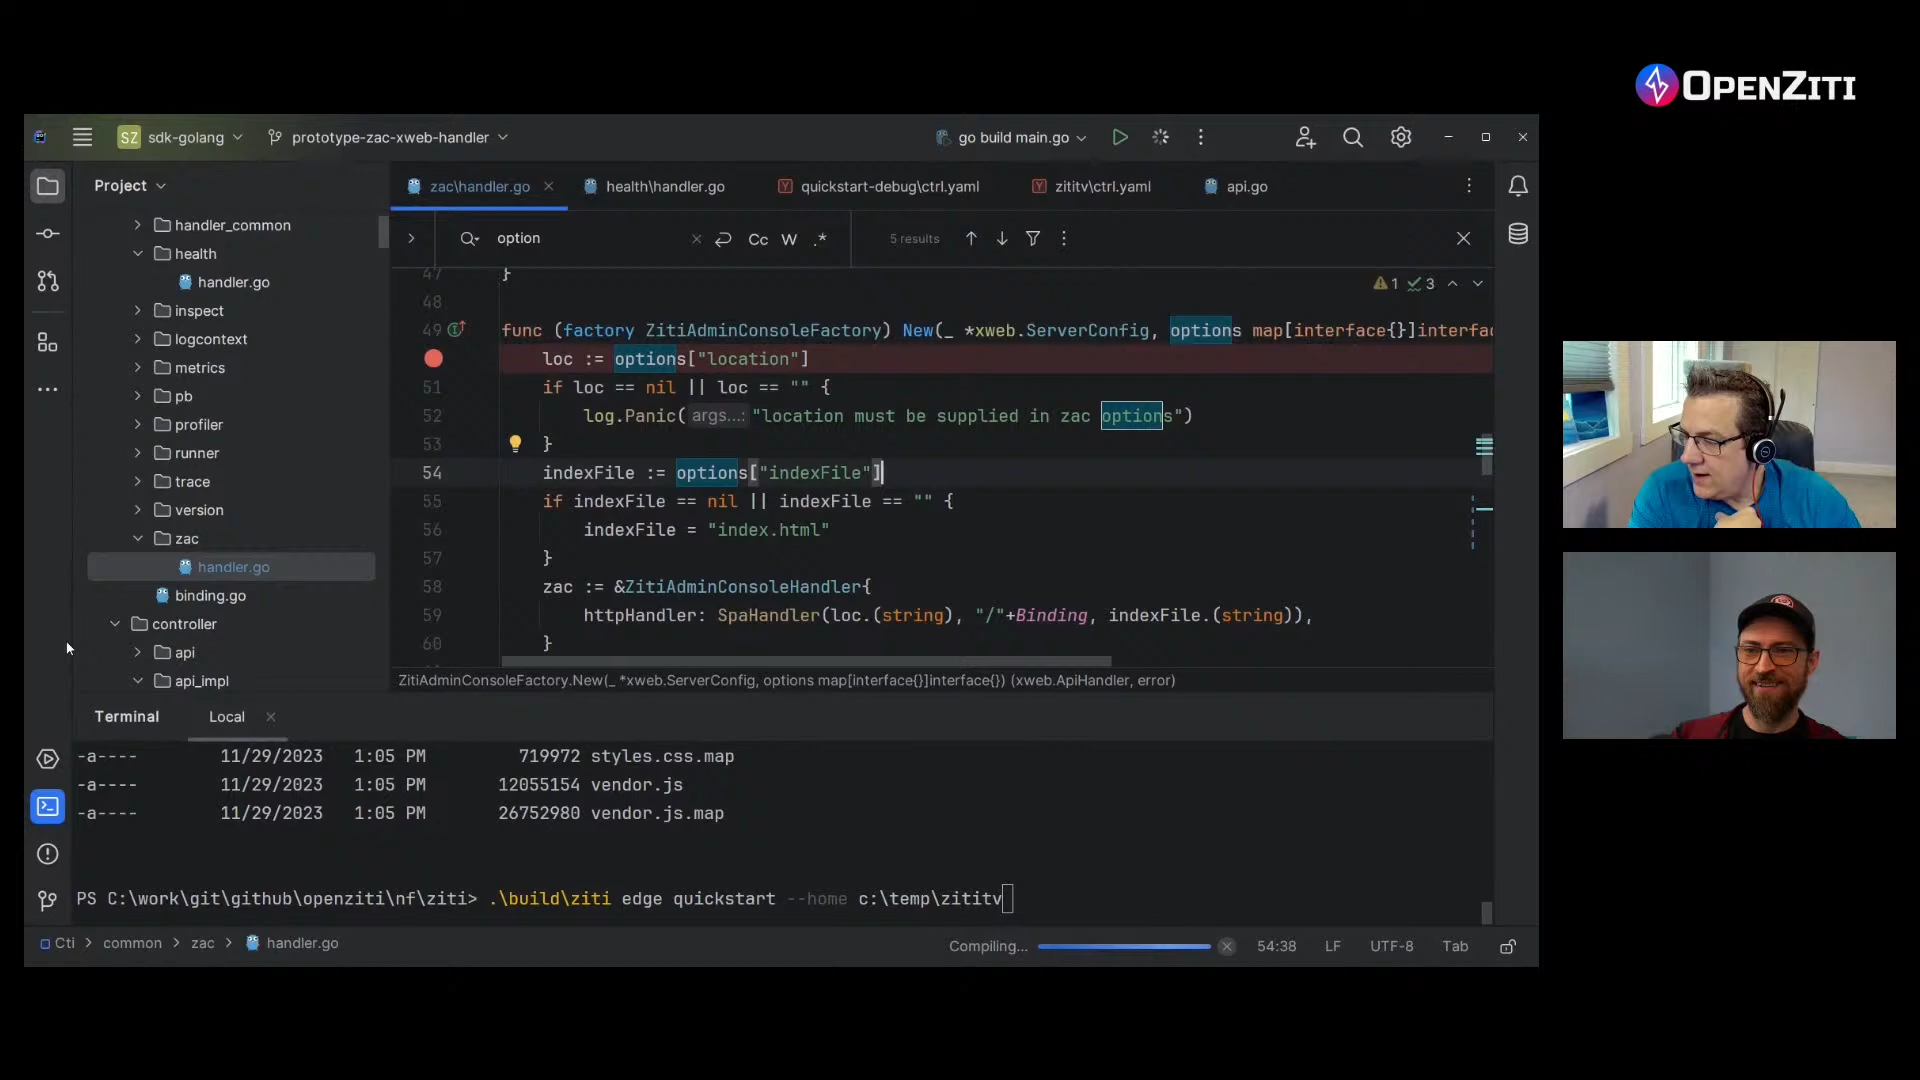 OPENZITI
SZ sdk-golang prototype-zac-xweb-handler go build main.go
Project
zac\handler.go health\handler.go quickstart-debug\ctrl.yaml zititv\ctrl.yaml api.go
option Cc W .* 5 results
handler_common
health
handler.go
inspect
logcontext
metrics
pb
profiler
runner
trace
version
zac
handler.go
binding.go
controller
api
api_impl
1 3
47 }
48
49 func (factory ZitiAdminConsoleFactory) New(_ *xweb.ServerConfig, options map[interface{}]interfac
loc := options["location"]
51 if loc == nil || loc == "" {
52 log.Panic( args...: "location must be supplied in zac options")
53 }
54 indexFile := options["indexFile"]
55 if indexFile == nil || indexFile == "" {
56 indexFile = "index.html"
57 }
58 zac := &ZitiAdminConsoleHandler{
59 httpHandler: SpaHandler(loc.(string), "/"+Binding, indexFile.(string)),
60 }
ZitiAdminConsoleFactory.New(_ *xweb.ServerConfig, options map[interface{}]interface{}) (xweb.ApiHandler, error)
Terminal Local
-a---- 11/29/2023 1:05 PM 719972 styles.css.map
-a---- 11/29/2023 1:05 PM 12055154 vendor.js
-a---- 11/29/2023 1:05 PM 26752980 vendor.js.map
PS C:\work\git\github\openziti\nf\ziti> .\build\ziti edge quickstart --home c:\temp\zititv
Cti > common > zac > handler.go
Compiling... 54:38 LF UTF-8 Tab